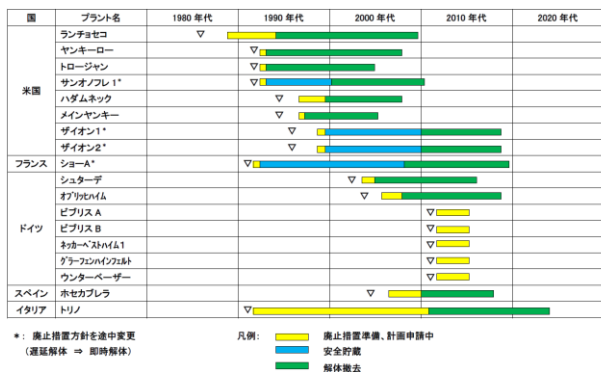 国 プラント名 1980 年代 1990 年代 2000 年代 2010 年代 2020 年代
米国
ランチョセコ
ヤンキーロー
トロージャン
サンオノフレ 1*
ハダムネック
メインヤンキー
ザイオン1*
ザイオン2*
フランス ショーA*
ドイツ
シュターデ
オブリッヒハイム
ビブリス A
ビブリス B
ネッカーベストハイム1
グラーフェンハインフェルト
ウンターベーザー
スペイン ホセカブレラ
イタリア トリノ
*： 廃止措置方針を途中変更
（遅延解体 ⇒ 即時解体）
凡例： 廃止措置準備、計画申請中
安全貯蔵
解体撤去